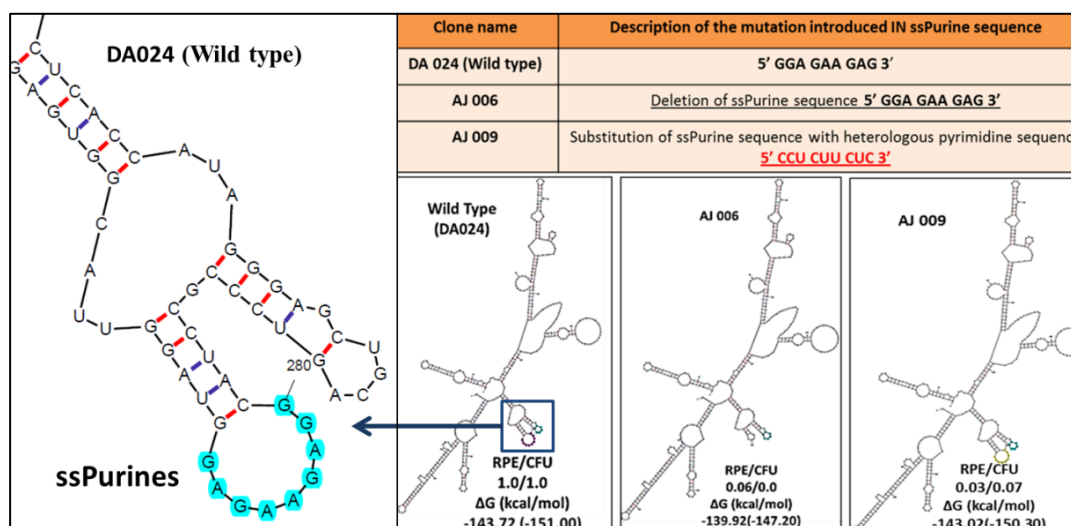 DA024 (Wild type)
ssPurines
280
Clone name
Description of the mutation introduced IN ssPurine sequence
DA 024 (Wild type)
5' GGA GAA GAG 3'
AJ 006
Deletion of ssPurine sequence 5' GGA GAA GAG 3'
AJ 009
Substitution of ssPurine sequence with heterologous pyrimidine sequenc
5' CCU CUU CUC 3'
Wild Type
(DA024)
RPE/CFU
1.0/1.0
ΔG (kcal/mol)
-143.72 (-151.00)
AJ 006
RPE/CFU
0.06/0.0
ΔG (kcal/mol)
-139.92(-147.20)
AJ 009
RPE/CFU
0.03/0.07
ΔG (kcal/mol)
-143.02(-150.30)